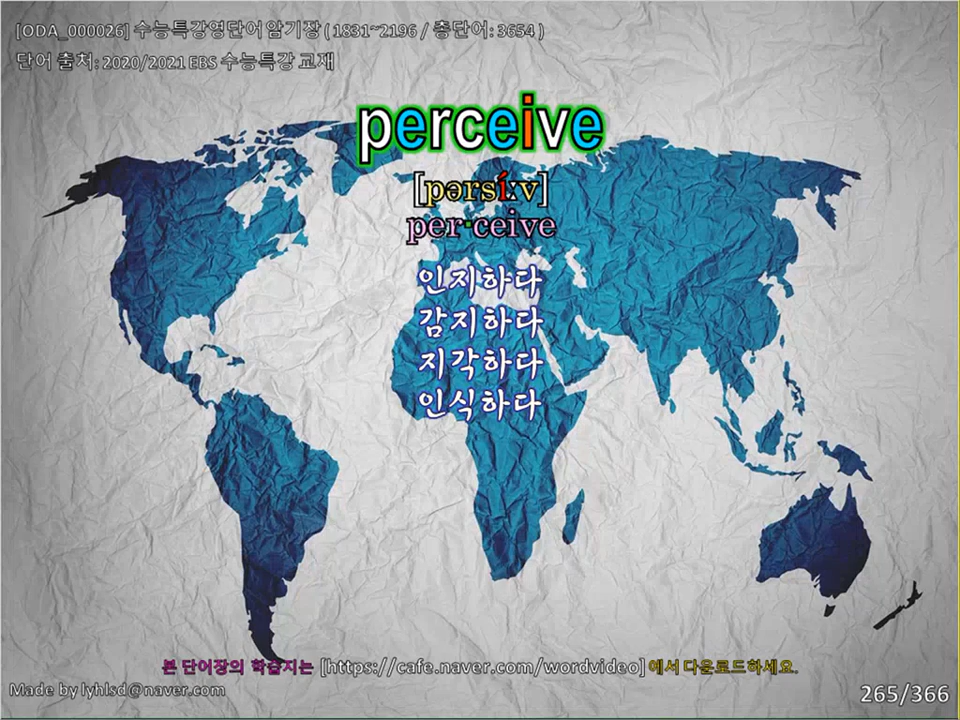 [ODA_000026] 수능특강영단어 암기장 ( 1831~2196 / 총단어: 3654 )
단어 출처: 2020/2021 EBS 수능특강 교재
perceive
[pərsíːv]
per·ceive
인지하다
감지하다
지각하다
인식하다
본 단어장의 학습지는 [https://cafe.naver.com/wordvideo] 에서 다운로드하세요.
Made by lyhlsd@naver.com
265/366